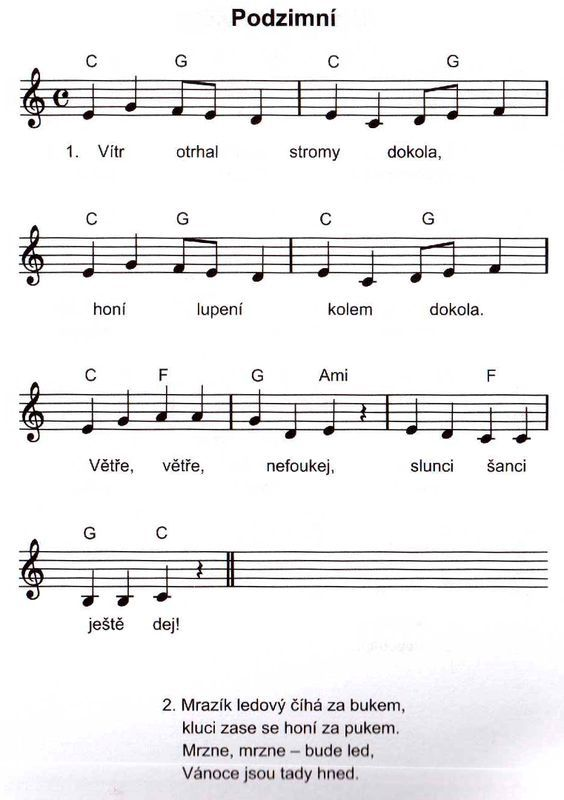 Podzimní
C G C G
1. Vítr otrhal stromy dokola,
C G C G
honí lupení kolem dokola.
C F G Ami F
Větře, větře, nefoukej, slunci šanci
G C
ještě dej!
2. Mrazík ledový číhá za bukem,
kluci zase se honí za pukem.
Mrzne, mrzne – bude led,
Vánoce jsou tady hned.